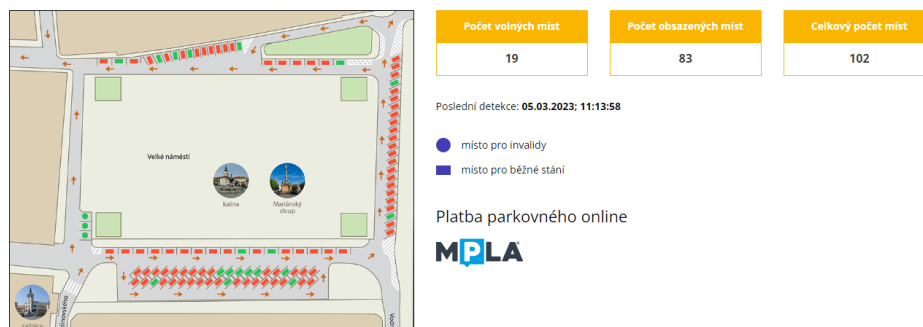 Počet volných míst
19
Počet obsazených míst
83
Celkový počet míst
102
Poslední detekce: 05.03.2023; 11:13:58
místo pro invalidy
místo pro běžné stání
Platba parkovného online
MPLA
Velké náměstí
kašna
Mariánský
sloup
radnice